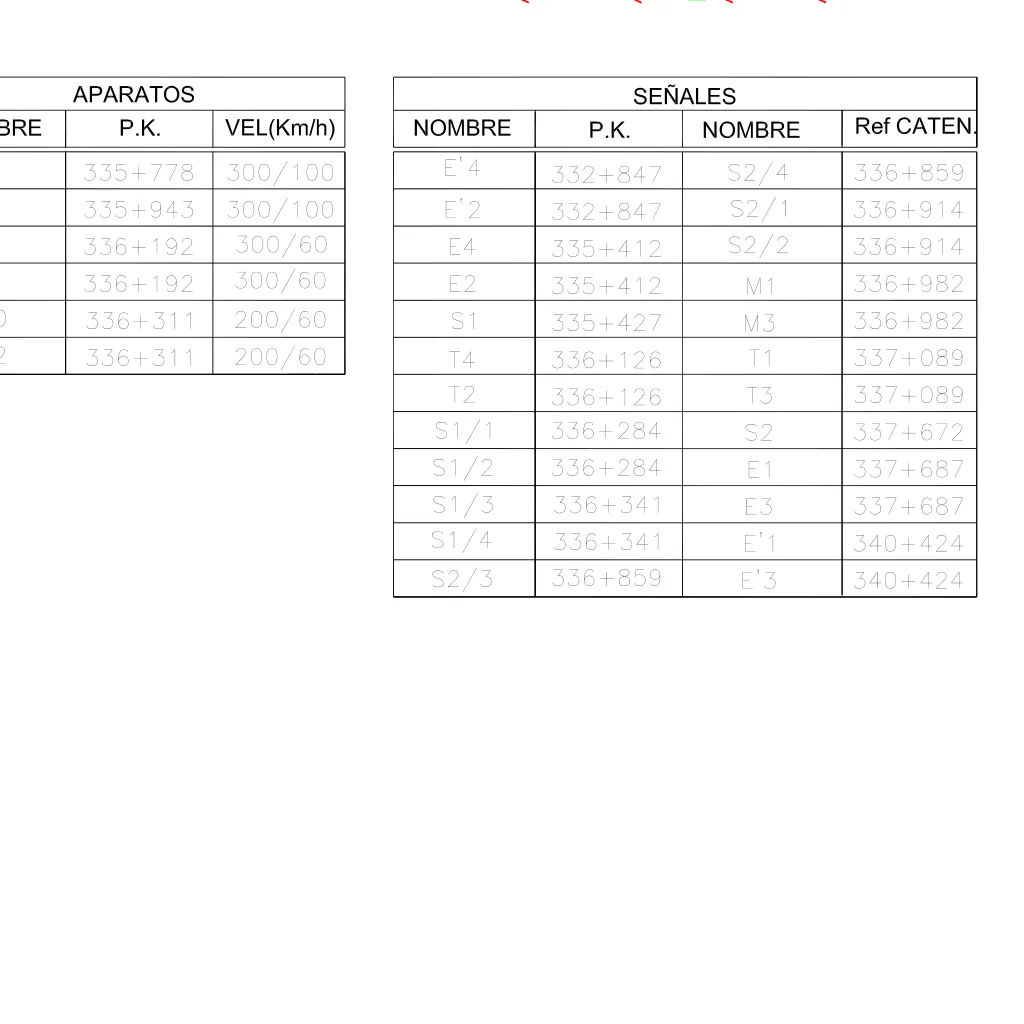 APARATOS
BRE P.K. VEL(Km/h)
335+778 300/100
335+943 300/100
336+192 300/60
336+192 300/60
0 336+311 200/60
2 336+311 200/60
SEÑALES
NOMBRE P.K. NOMBRE Ref CATEN.
E'4 332+847 S2/4 336+859
E'2 332+847 S2/1 336+914
E4 335+412 S2/2 336+914
E2 335+412 M1 336+982
S1 335+427 M3 336+982
T4 336+126 T1 337+089
T2 336+126 T3 337+089
S1/1 336+284 S2 337+672
S1/2 336+284 E1 337+687
S1/3 336+341 E3 337+687
S1/4 336+341 E'1 340+424
S2/3 336+859 E'3 340+424